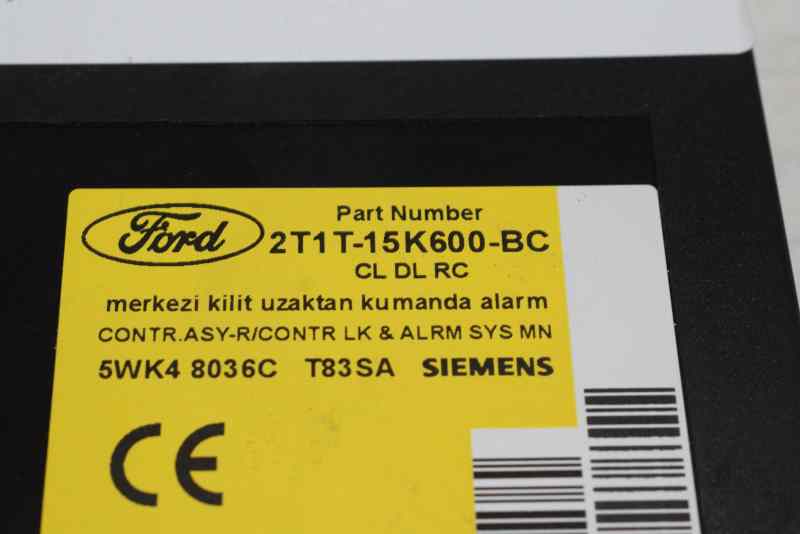 Ford
Part Number
2T1T-15K600-BC
CL DL RC
merkezi kilit uzaktan kumanda alarm
CONTR.ASY-R/CONTR LK & ALRM SYS MN
5WK4 8036C T83SA SIEMENS
CE